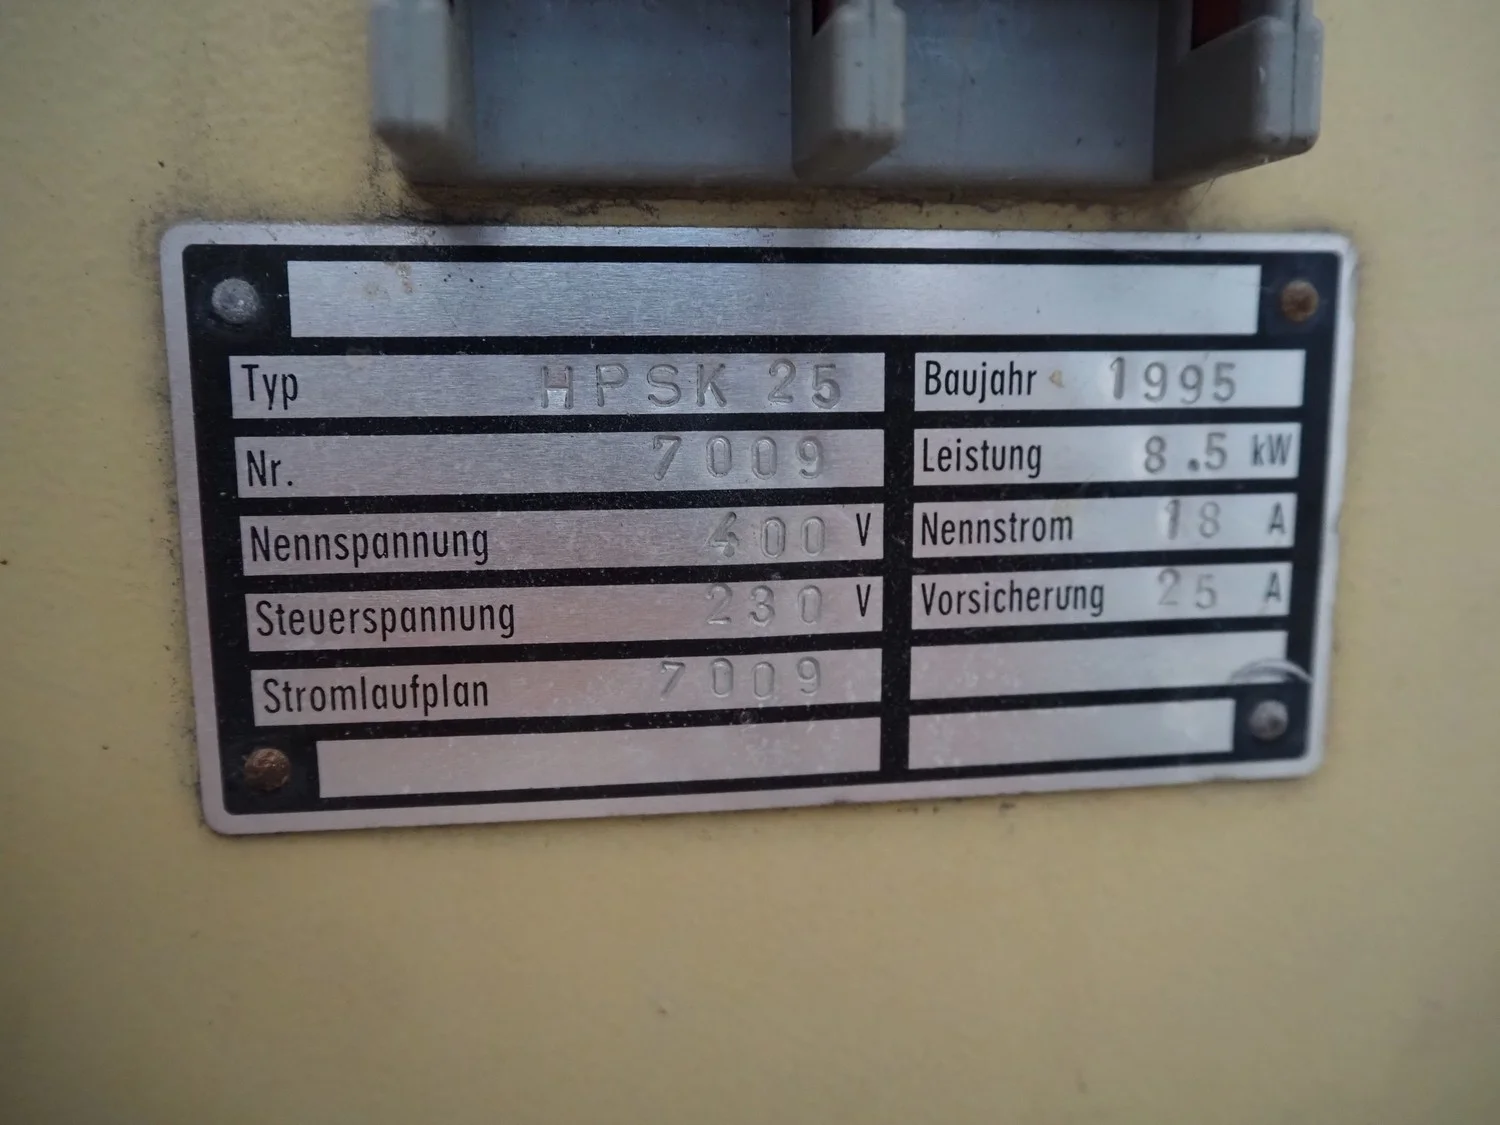 Typ HPSK 25 Baujahr 1995
Nr. 7009 Leistung 8.5 kW
Nennspannung 400 V Nennstrom 18 A
Steuerspannung 230 V Vorsicherung 25 A
Stromlaufplan 7009